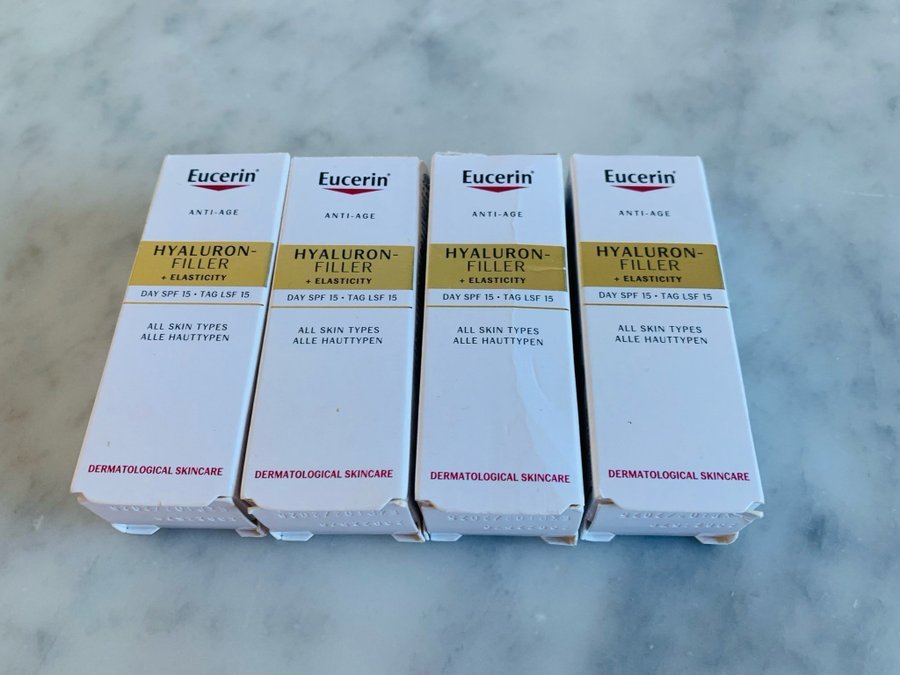 Eucerin®
ANTI-AGE
HYALURON-
FILLER
+ ELASTICITY
DAY SPF 15 • TAG LSF 15
ALL SKIN TYPES
ALLE HAUTTYPEN
DERMATOLOGICAL SKINCARE
Eucerin®
ANTI-AGE
HYALURON-
FILLER
+ ELASTICITY
DAY SPF 15 • TAG LSF 15
ALL SKIN TYPES
ALLE HAUTTYPEN
DERMATOLOGICAL SKINCARE
Eucerin®
ANTI-AGE
HYALURON-
FILLER
+ ELASTICITY
DAY SPF 15 • TAG LSF 15
ALL SKIN TYPES
ALLE HAUTTYPEN
DERMATOLOGICAL SKINCARE
Eucerin®
ANTI-AGE
HYALURON-
FILLER
+ ELASTICITY
DAY SPF 15 • TAG LSF 15
ALL SKIN TYPES
ALLE HAUTTYPEN
DERMATOLOGICAL SKINCARE